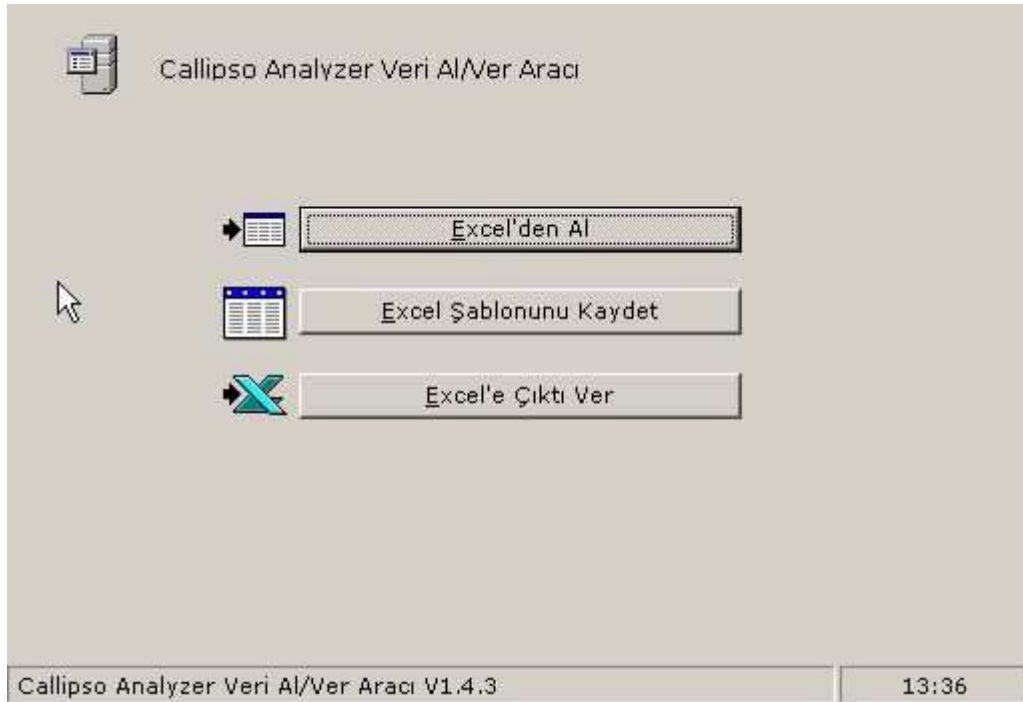 Callipso Analyzer Veri Al/Ver Aracı
Excel'den Al
Excel Şablonunu Kaydet
Excel'e Çıktı Ver
Callipso Analyzer Veri Al/Ver Aracı V1.4.3
13:36